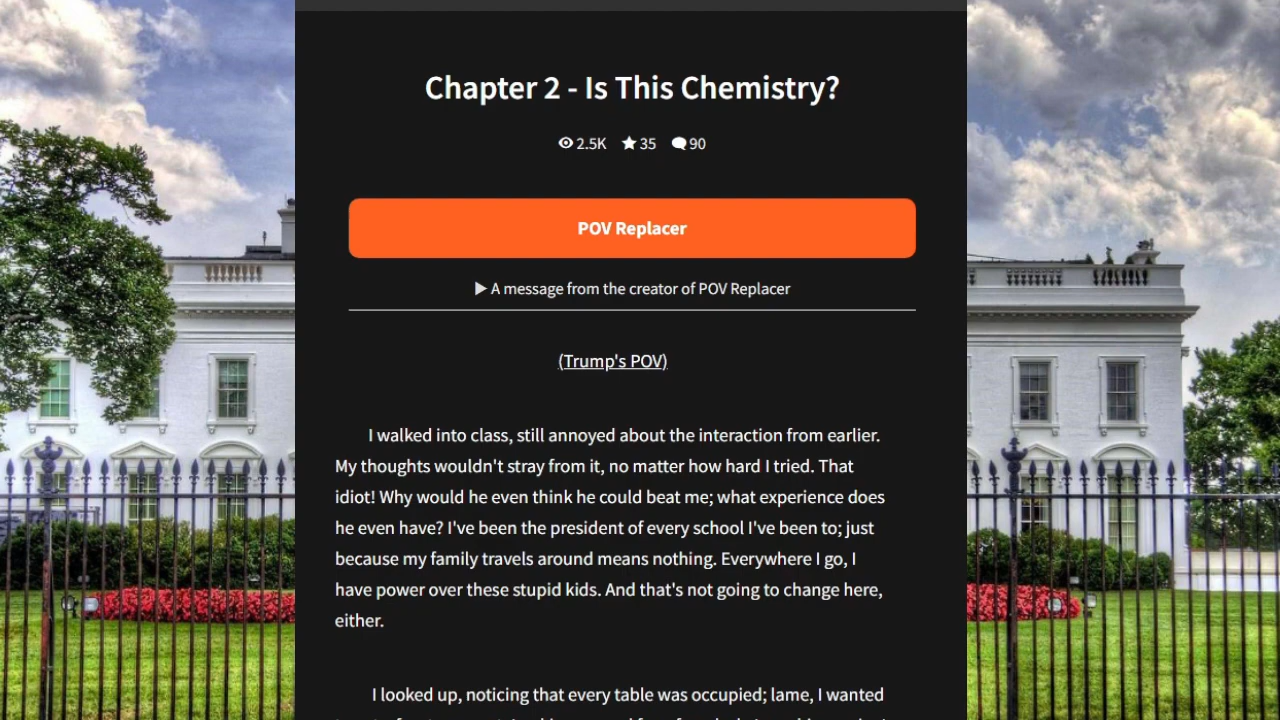 Chapter 2 - Is This Chemistry?
2.5K 35 90
POV Replacer
▶ A message from the creator of POV Replacer
(Trump's POV)
I walked into class, still annoyed about the interaction from earlier.
My thoughts wouldn't stray from it, no matter how hard I tried. That
idiot! Why would he even think he could beat me; what experience does
he even have? I've been the president of every school I've been to; just
because my family travels around means nothing. Everywhere I go, I
have power over these stupid kids. And that's not going to change here,
either.
I looked up, noticing that every table was occupied; lame, I wanted